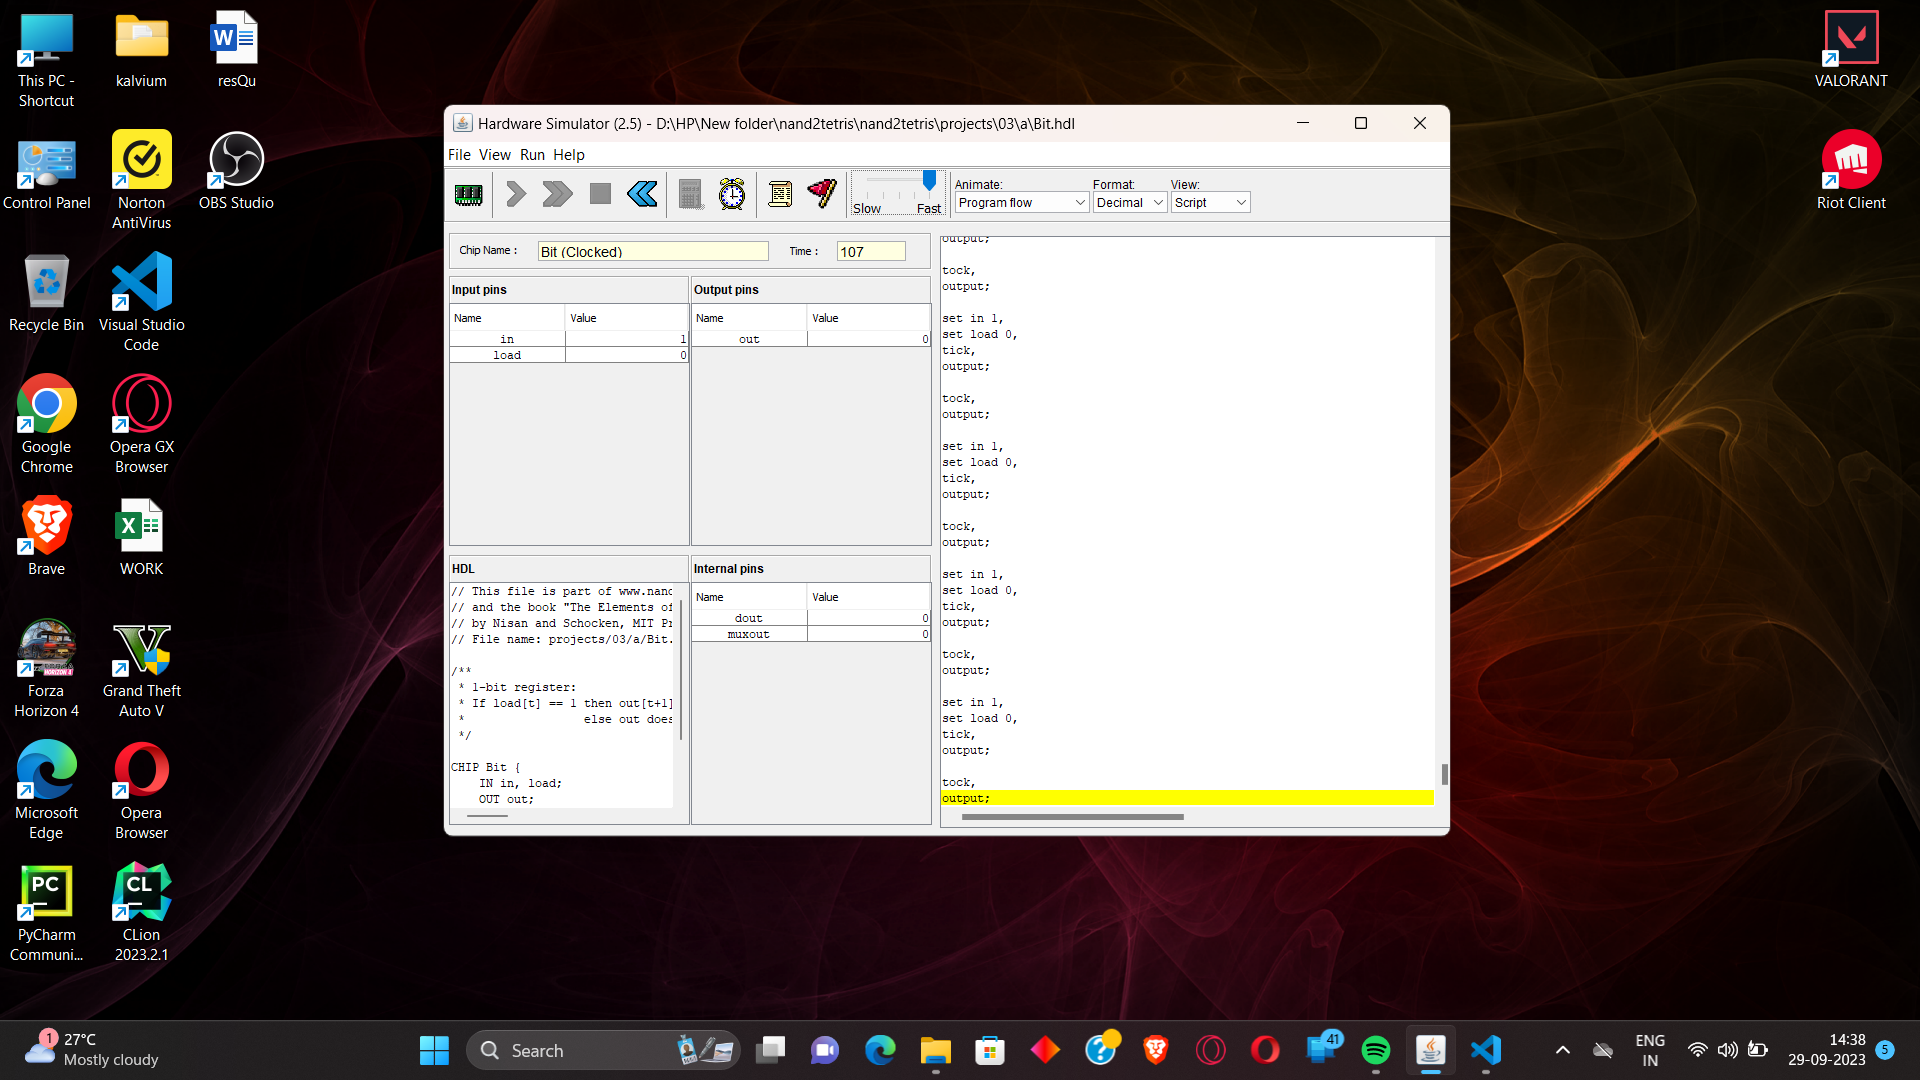 This PC -
Shortcut
kalvium
resQu
Control Panel
Norton
AntiVirus
OBS Studio
Recycle Bin
Visual Studio
Code
Google
Chrome
Opera GX
Browser
Brave
WORK
Forza
Horizon 4
Grand Theft
Auto V
Microsoft
Edge
Opera
Browser
PyCharm
Communi...
CLion
2023.2.1
VALORANT
Riot Client
Hardware Simulator (2.5) - D:\HP\New folder\nand2tetris\nand2tetris\projects\03\a\Bit.hdl
File View Run Help
Slow Fast
Animate:
Program flow
Format:
Decimal
View:
Script
Chip Name :
Bit (Clocked)
Time :
107
Input pins
Name Value
in 1
load 0
Output pins
Name Value
out 0
HDL
// This file is part of www.nand
// and the book "The Elements of
// by Nisan and Schocken, MIT Pr
// File name: projects/03/a/Bit.
/**
* 1-bit register:
* If load[t] == 1 then out[t+1]
* else out does
*/
CHIP Bit {
IN in, load;
OUT out;
Internal pins
Name Value
dout 0
muxout 0
output;
tock,
output;
set in 1,
set load 0,
tick,
output;
tock,
output;
set in 1,
set load 0,
tick,
output;
tock,
output;
set in 1,
set load 0,
tick,
output;
tock,
output;
set in 1,
set load 0,
tick,
output;
tock,
output;
1
27°C
Mostly cloudy
Search
41
ENG
IN
14:38
29-09-2023
5